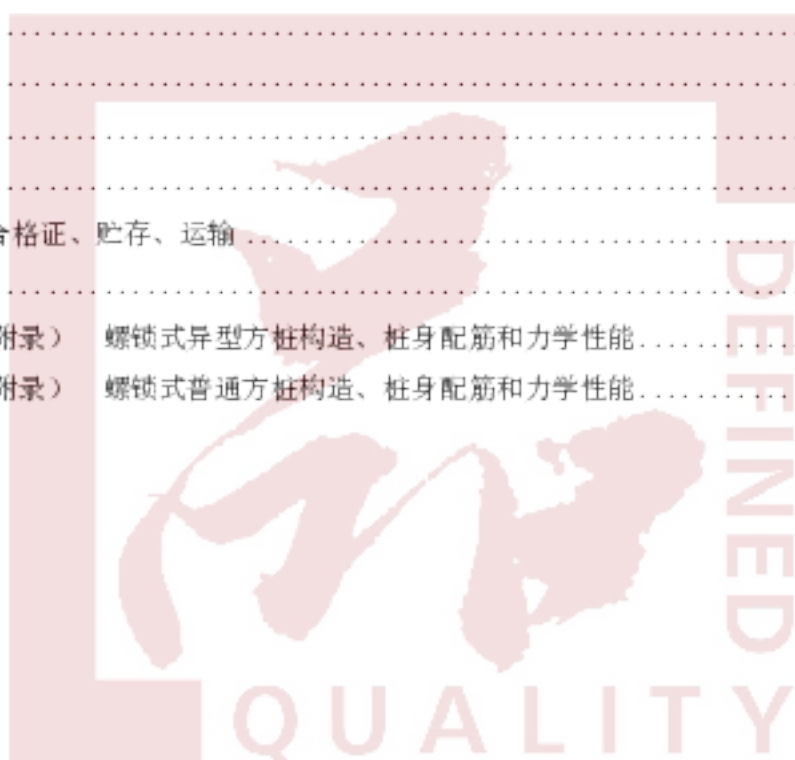 合格证、贮存、运输
附录） 螺锁式异型方桩构造、桩身配筋和力学性能
附录） 螺锁式普通方桩构造、桩身配筋和力学性能
DEFINED
QUALITY